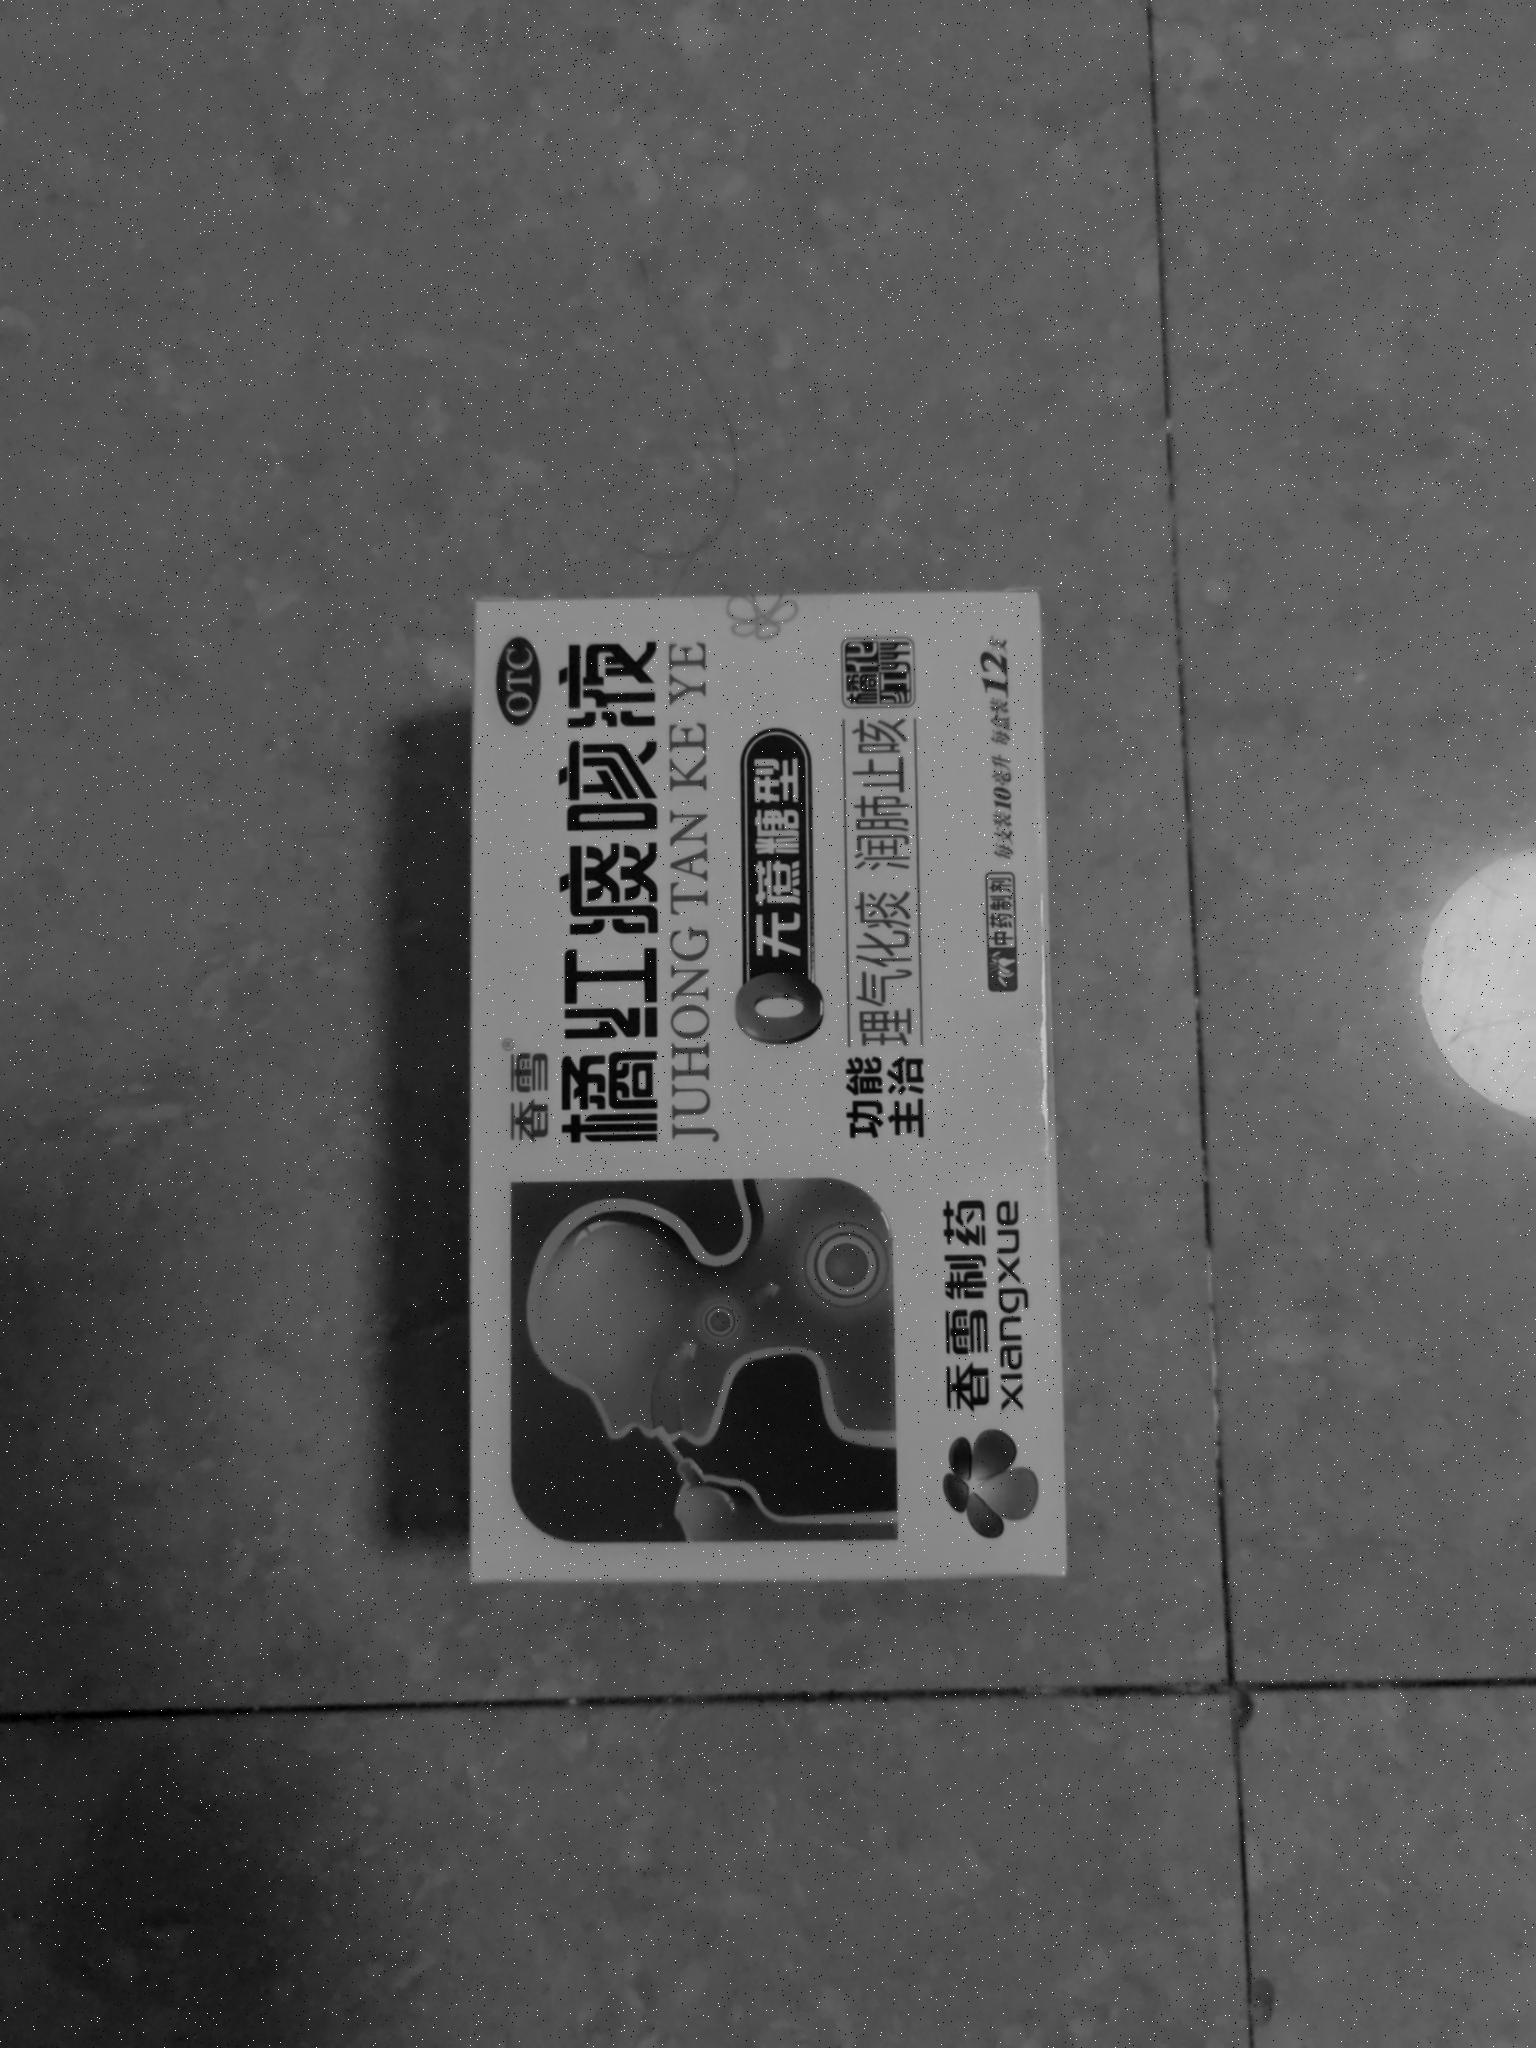 OTC
香雪®
橘红痰咳液
JUHONG TAN KE YE
0无蔗糖型
功能主治
理气化痰 润肺止咳
橘红 化州
中药制剂 每支装10毫升 每盒装12支
香雪制药
xiangxue